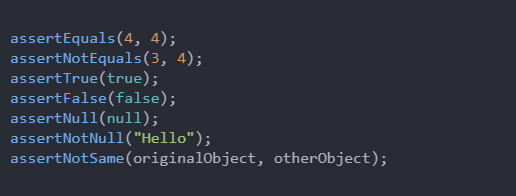 assertEquals(4, 4);
assertNotEquals(3, 4);
assertTrue(true);
assertFalse(false);
assertNull(null);
assertNotNull("Hello");
assertNotSame(originalObject, otherObject);